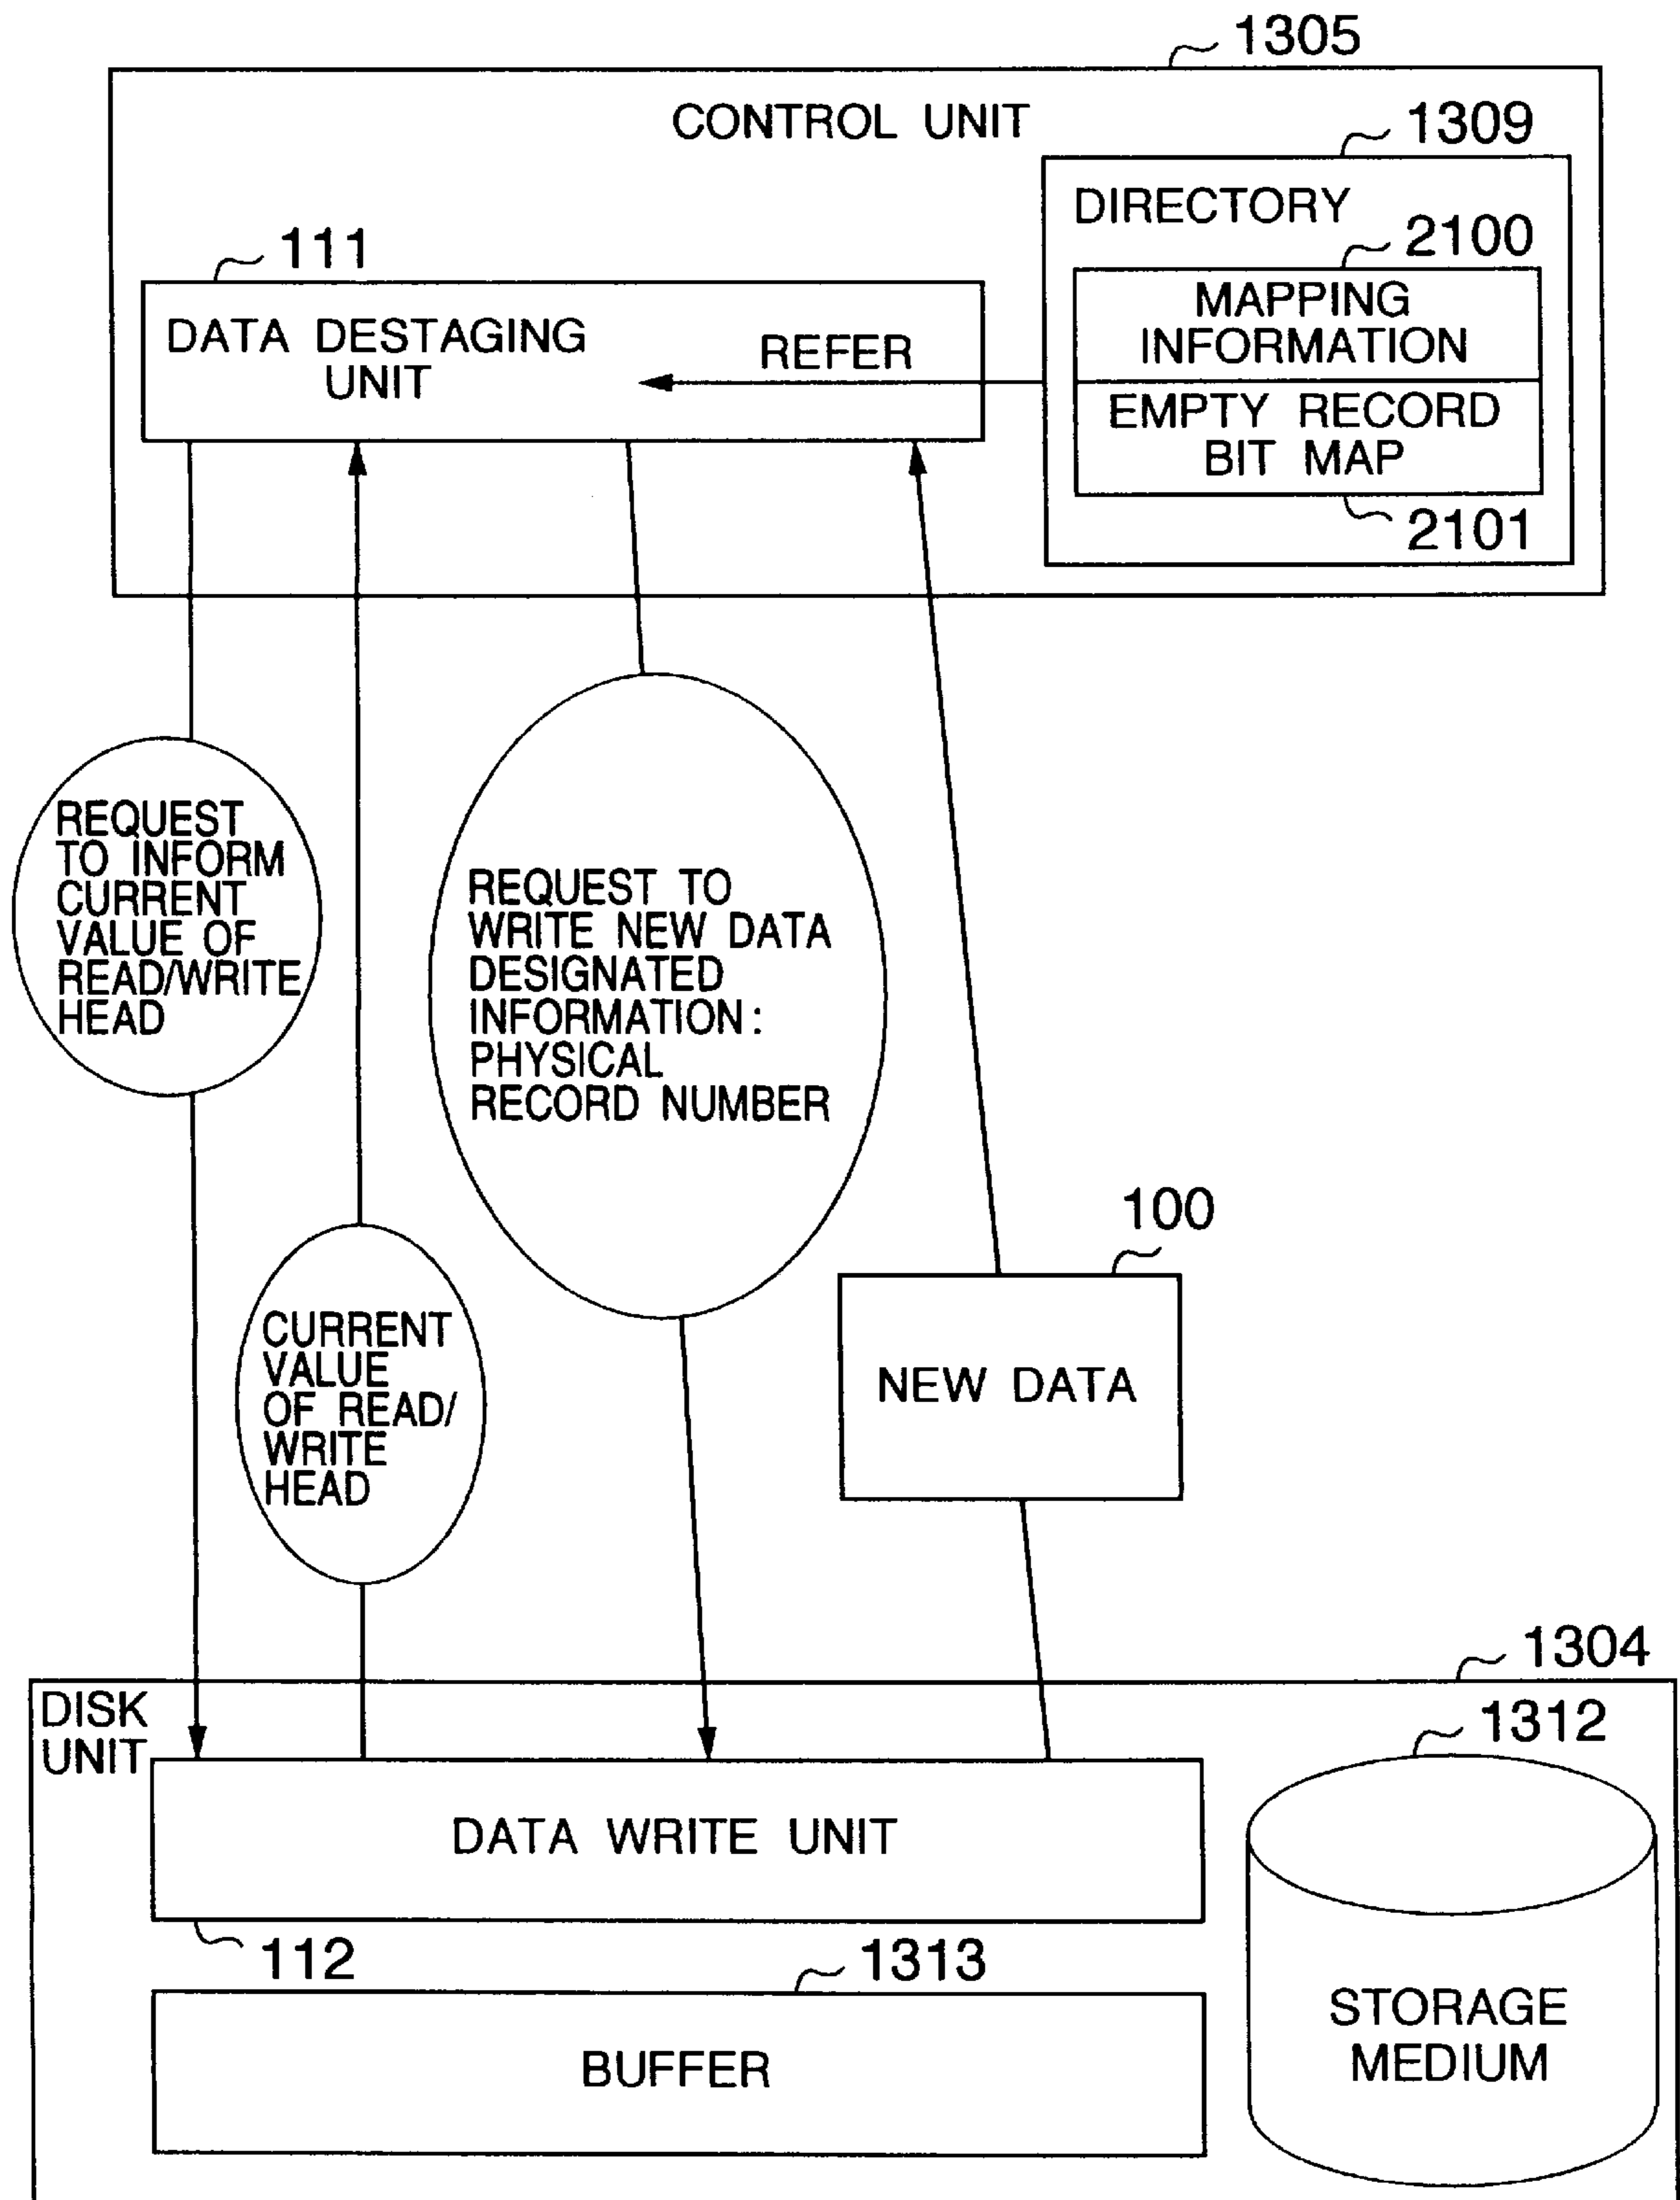 1305
CONTROL UNIT
1309
DIRECTORY
2100
MAPPING
INFORMATION
EMPTY RECORD
BIT MAP
2101
111
DATA DESTAGING
UNIT
REFER
REQUEST
TO INFORM
CURRENT
VALUE OF
READ/WRITE
HEAD
CURRENT
VALUE
OF READ/
WRITE
HEAD
REQUEST TO
WRITE NEW DATA
DESIGNATED
INFORMATION:
PHYSICAL
RECORD NUMBER
100
NEW DATA
1304
DISK
UNIT
1312
DATA WRITE UNIT
112
1313
BUFFER
STORAGE
MEDIUM